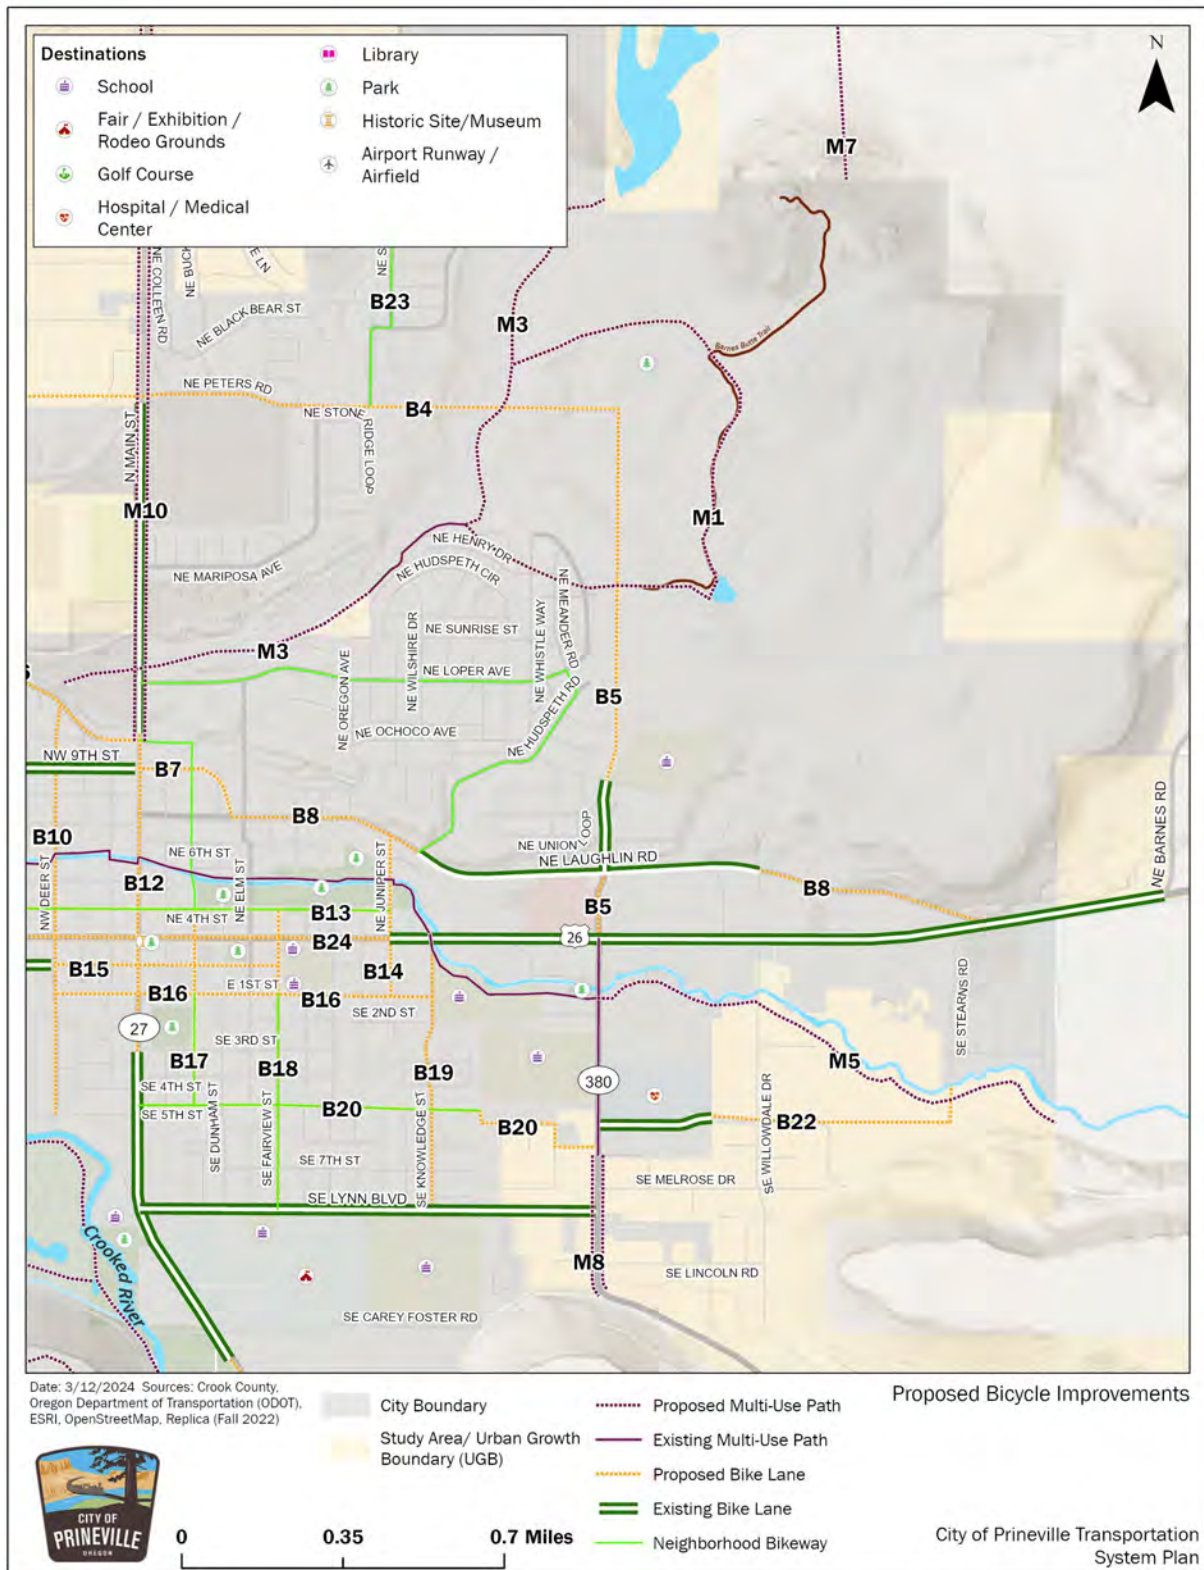 Destinations
School
Fair / Exhibition /
Rodeo Grounds
Golf Course
Hospital / Medical
Center
Library
Park
Historic Site/Museum
Airport Runway /
Airfield
N
M7
NE COLLEEN RD
NE BUCK
E LN
NE S
NE BLACK BEAR ST
B23
M3
Barnes Butte Trail
NE PETERS RD
NE STONE
RIDGE LOOP
B4
N MAIN ST
M10
M1
NE HENRY DR
NE HUDSPETH CIR
NE MARIPOSA AVE
NE MEANDER RD
NE WHISTLE WAY
NE WILSHIRE DR
NE SUNRISE ST
M3
NE LOPER AVE
NE OREGON AVE
NE HUDSPETH RD
B5
NE OCHOCO AVE
NW 9TH ST
B7
NE BARNES RD
B8
B10
NE UNION
LOOP
NE LAUGHLIN RD
NE 6TH ST
NE JUNIPER ST
B8
NW DEER ST
B12
NE ELM ST
NE 4TH ST
B13
B5
B24
26
B15
B14
E 1ST ST
B16
B16
SE 2ND ST
SE STEARNS RD
27
SE 3RD ST
B17
B18
B19
M5
SE 4TH ST
380
SE 5TH ST
B20
B20
B22
SE DUNHAM ST
SE FAIRVIEW ST
SE KNOWLEDGE ST
SE WILLOWDALE DR
SE 7TH ST
SE MELROSE DR
SE LYNN BLVD
Crooked River
M8
SE LINCOLN RD
SE CAREY FOSTER RD
Date: 3/12/2024 Sources: Crook County,
Oregon Department of Transportation (ODOT),
ESRI, OpenStreetMap, Replica (Fall 2022)
City Boundary
Study Area/ Urban Growth
Boundary (UGB)
Proposed Multi-Use Path
Existing Multi-Use Path
Proposed Bike Lane
Existing Bike Lane
Neighborhood Bikeway
Proposed Bicycle Improvements
CITY OF
PRINEVILLE
OREGON
0 0.35 0.7 Miles
City of Prineville Transportation
System Plan